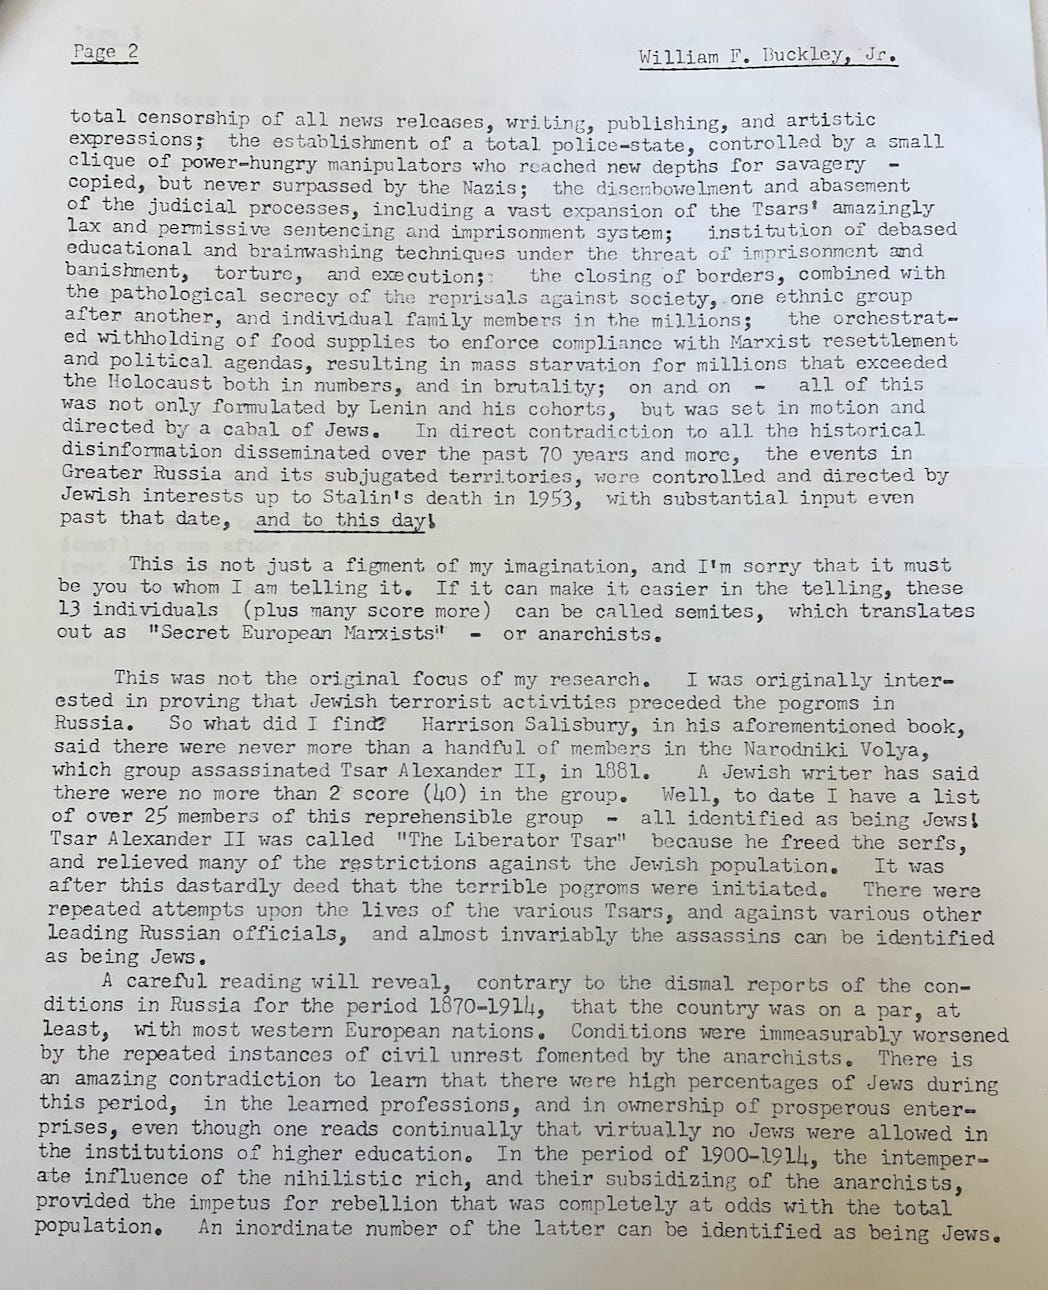 Page 2
William F. Buckley, Jr.
total censorship of all news releases, writing, publishing, and artistic
expressions; the establishment of a total police-state, controlled by a small
clique of power-hungry manipulators who reached new depths for savagery -
copied, but never surpassed by the Nazis; the disembowelment and abasement
of the judicial processes, including a vast expansion of the Tsars' amazingly
lax and permissive sentencing and imprisonment system; institution of debased
educational and brainwashing techniques under the threat of imprisonment and
banishment, torture, and execution; the closing of borders, combined with
the pathological secrecy of the reprisals against society, one ethnic group
after another, and individual family members in the millions; the orchestrat-
ed withholding of food supplies to enforce compliance with Marxist resettlement
and political agendas, resulting in mass starvation for millions that exceeded
the Holocaust both in numbers, and in brutality; on and on - all of this
was not only formulated by Lenin and his cohorts, but was set in motion and
directed by a cabal of Jews. In direct contradiction to all the historical
disinformation disseminated over the past 70 years and more, the events in
Greater Russia and its subjugated territories, were controlled and directed by
Jewish interests up to Stalin's death in 1953, with substantial input even
past that date, and to this day!
This is not just a figment of my imagination, and I'm sorry that it must
be you to whom I am telling it. If it can make it easier in the telling, these
13 individuals (plus many score more) can be called semites, which translates
out as "Secret European Marxists" - or anarchists.
This was not the original focus of my research. I was originally inter-
ested in proving that Jewish terrorist activities preceded the pogroms in
Russia. So what did I find? Harrison Salisbury, in his aforementioned book,
said there were never more than a handful of members in the Narodniki Volya,
which group assassinated Tsar Alexander II, in 1881. A Jewish writer has said
there were no more than 2 score (40) in the group. Well, to date I have a list
of over 25 members of this reprehensible group - all identified as being Jews!
Tsar Alexander II was called "The Liberator Tsar" because he freed the serfs,
and relieved many of the restrictions against the Jewish population. It was
after this dastardly deed that the terrible pogroms were initiated. There were
repeated attempts upon the lives of the various Tsars, and against various other
leading Russian officials, and almost invariably the assassins can be identified
as being Jews.
A careful reading will reveal, contrary to the dismal reports of the con-
ditions in Russia for the period 1870-1914, that the country was on a par, at
least, with most western European nations. Conditions were immeasurably worsened
by the repeated instances of civil unrest fomented by the anarchists. There is
an amazing contradiction to learn that there were high percentages of Jews during
this period, in the learned professions, and in ownership of prosperous enter-
prises, even though one reads continually that virtually no Jews were allowed in
the institutions of higher education. In the period of 1900-1914, the intemper-
ate influence of the nihilistic rich, and their subsidizing of the anarchists,
provided the impetus for rebellion that was completely at odds with the total
population. An inordinate number of the latter can be identified as being Jews.